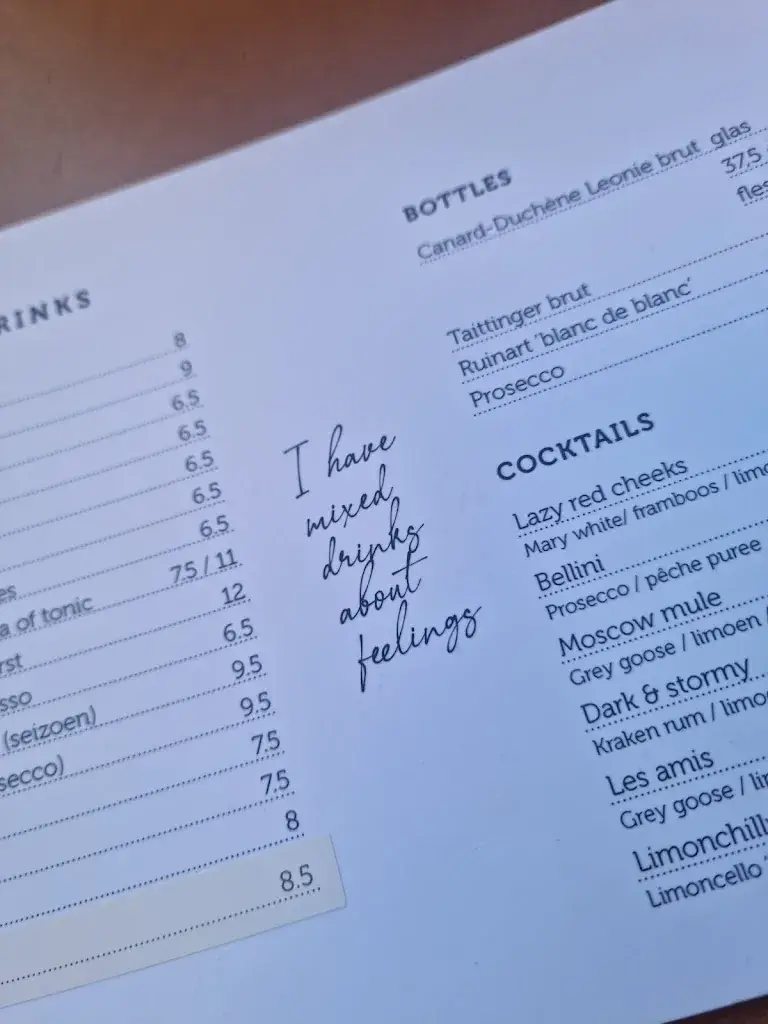 RINKS
8
9
6.5
6.5
6.5
6.5
6.5
es 7.5 / 11
a of tonic 12
rst 6.5
sso 9.5
(seizoen) 9.5
secco) 7.5
7.5
8
8.5
I have
mixed
drinks
about
feelings
BOTTLES
Canard-Duchêne Leonie brut glas
37,5
fles
Taittinger brut
Ruinart 'blanc de blanc'
Prosecco
COCKTAILS
Lazy red cheeks
Mary white/ framboos / limo
Bellini
Prosecco / pêche puree
Moscow mule
Grey goose / limoen /
Dark & stormy
Kraken rum / limo
Les amis
Grey goose / li
Limonchill
Limoncello